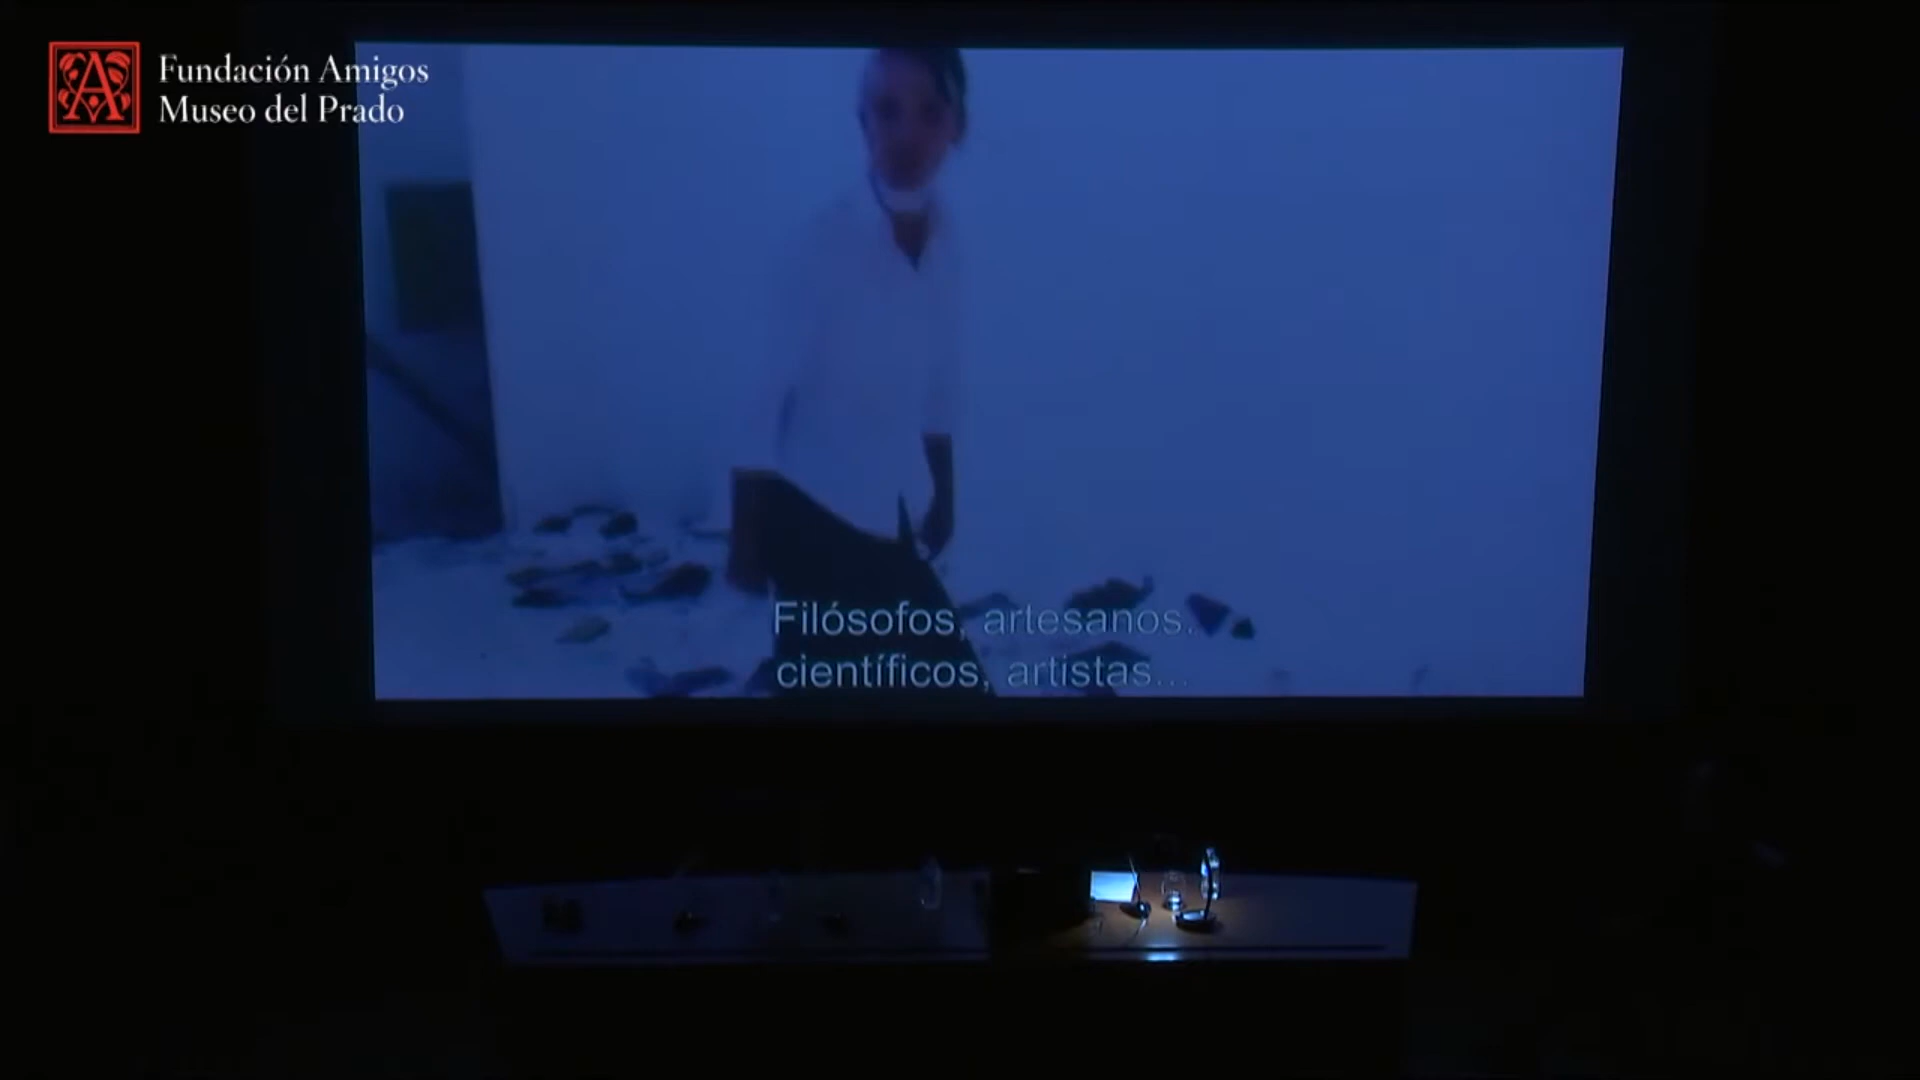 Fundación Amigos
Museo del Prado
Filósofos, artesanos.
científicos, artistas...